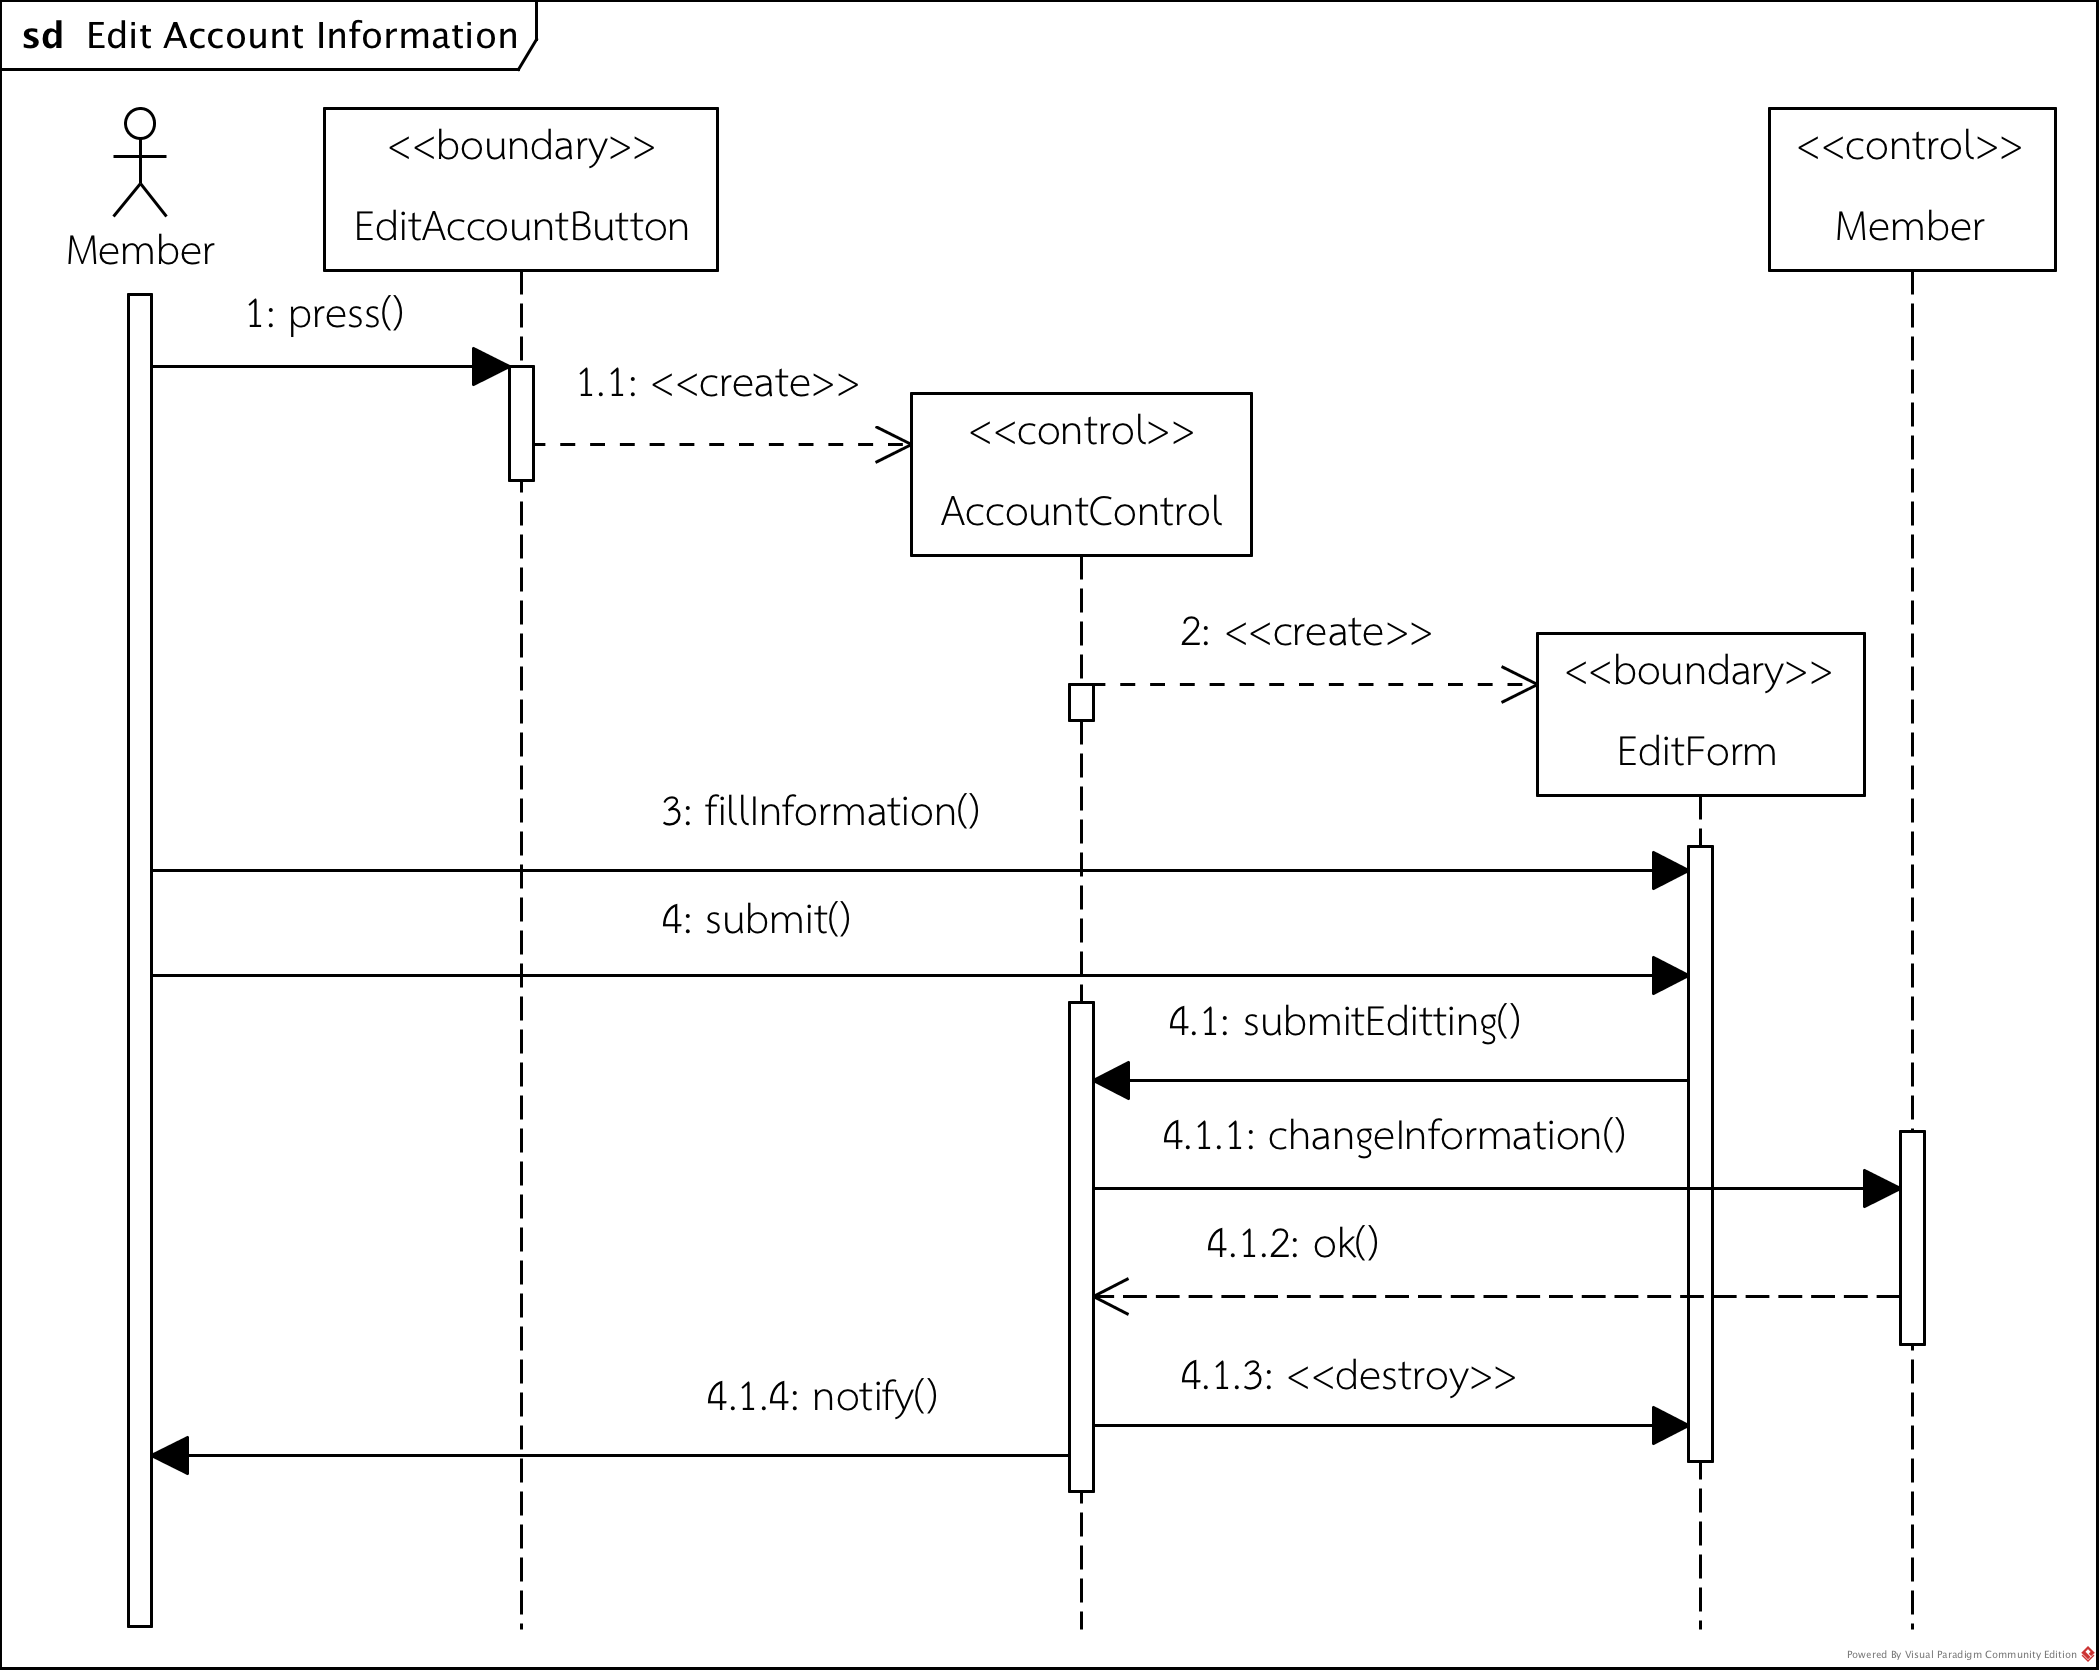 sd Edit Account Information
Member
<<boundary>>
EditAccountButton
<<control>>
Member
1: press()
1.1: <<create>>
<<control>>
AccountControl
2: <<create>>
<<boundary>>
EditForm
3: fillInformation()
4: submit()
4.1: submitEditting()
4.1.1: changeInformation()
4.1.2: ok()
4.1.3: <<destroy>>
4.1.4: notify()
Powered By Visual Paradigm Community Edition